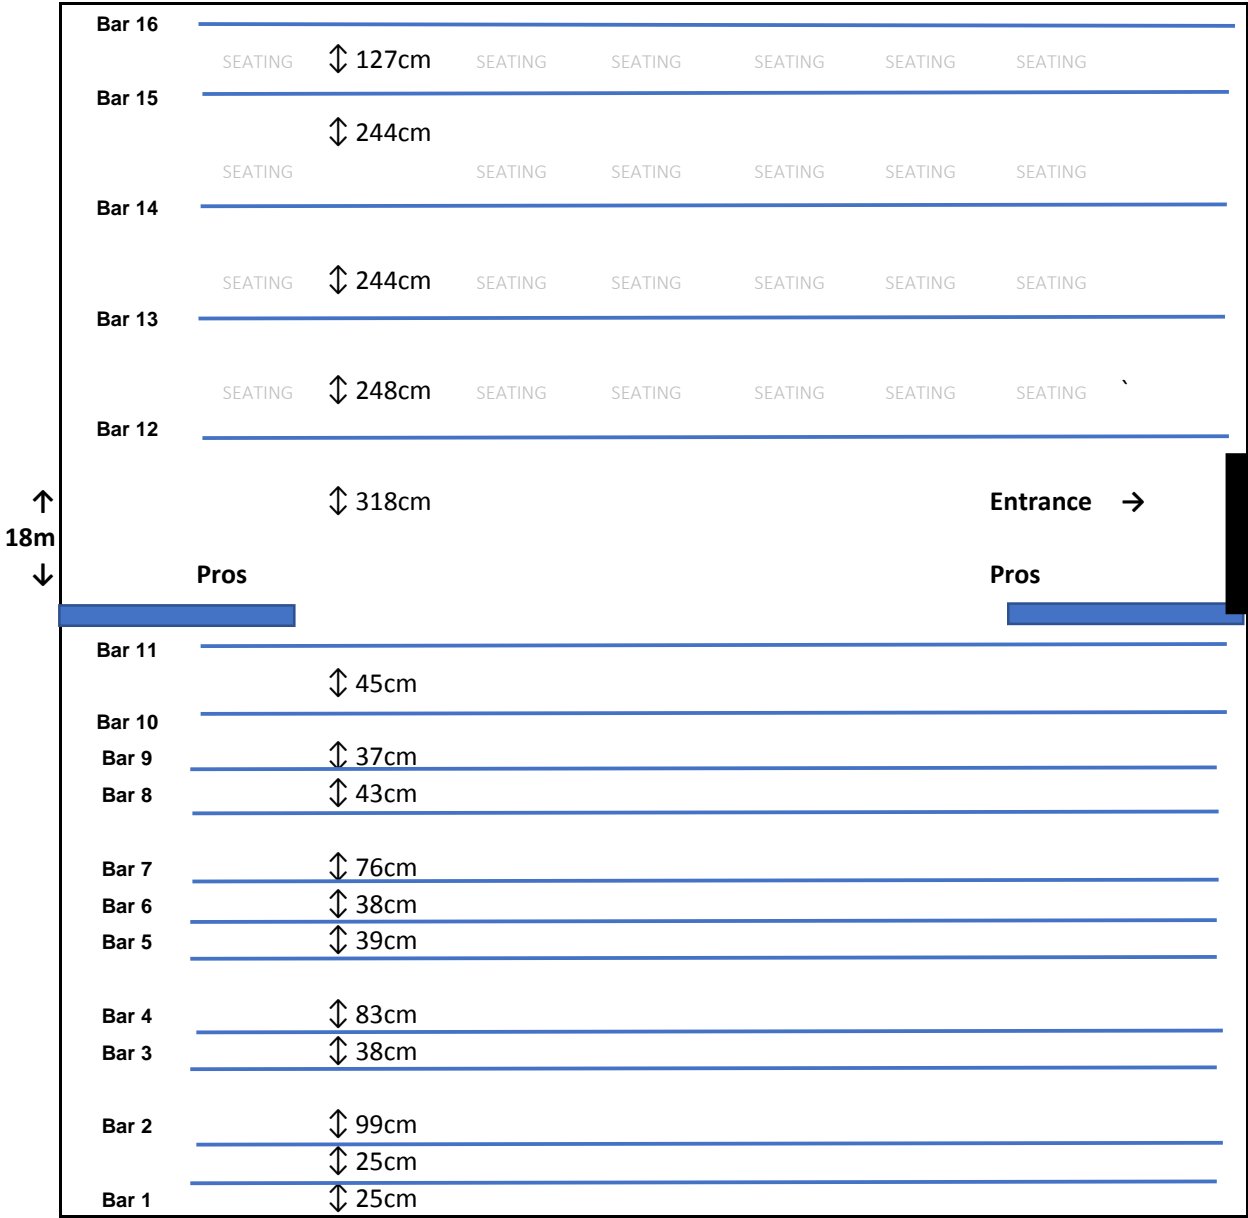 Bar 16
SEATING ↕ 127cm SEATING SEATING SEATING SEATING SEATING
Bar 15
↕ 244cm
SEATING SEATING SEATING SEATING SEATING SEATING
Bar 14
SEATING ↕ 244cm SEATING SEATING SEATING SEATING SEATING
Bar 13
SEATING ↕ 248cm SEATING SEATING SEATING SEATING SEATING `
Bar 12
↑ ↕ 318cm Entrance →
18m
↓ Pros Pros
Bar 11
↕ 45cm
Bar 10
Bar 9 ↕ 37cm
Bar 8 ↕ 43cm
Bar 7 ↕ 76cm
Bar 6 ↕ 38cm
Bar 5 ↕ 39cm
Bar 4 ↕ 83cm
Bar 3 ↕ 38cm
Bar 2 ↕ 99cm
↕ 25cm
Bar 1 ↕ 25cm